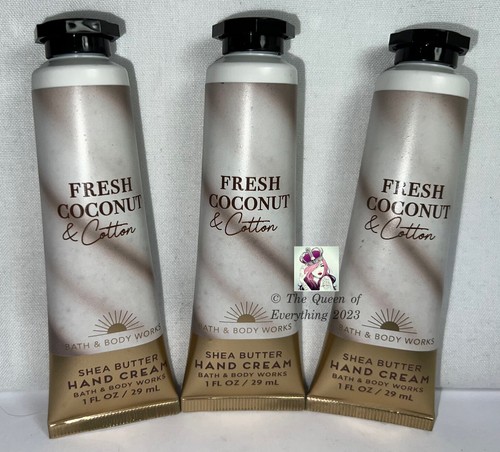 FRESH
COCONUT
& Cotton
BATH & BODY WORKS
SHEA BUTTER
HAND CREAM
BATH & BODY WORKS
1 FL OZ / 29 mL
FRESH
COCONUT
& Cotton
BATH & BODY WORKS
SHEA BUTTER
HAND CREAM
BATH & BODY WORKS
1 FL OZ / 29 mL
FRESH
COCONUT
& Cotton
BATH & BODY WORKS
SHEA BUTTER
HAND CREAM
BATH & BODY WORKS
1 FL OZ / 29 mL
© The Queen of
Everything 2023